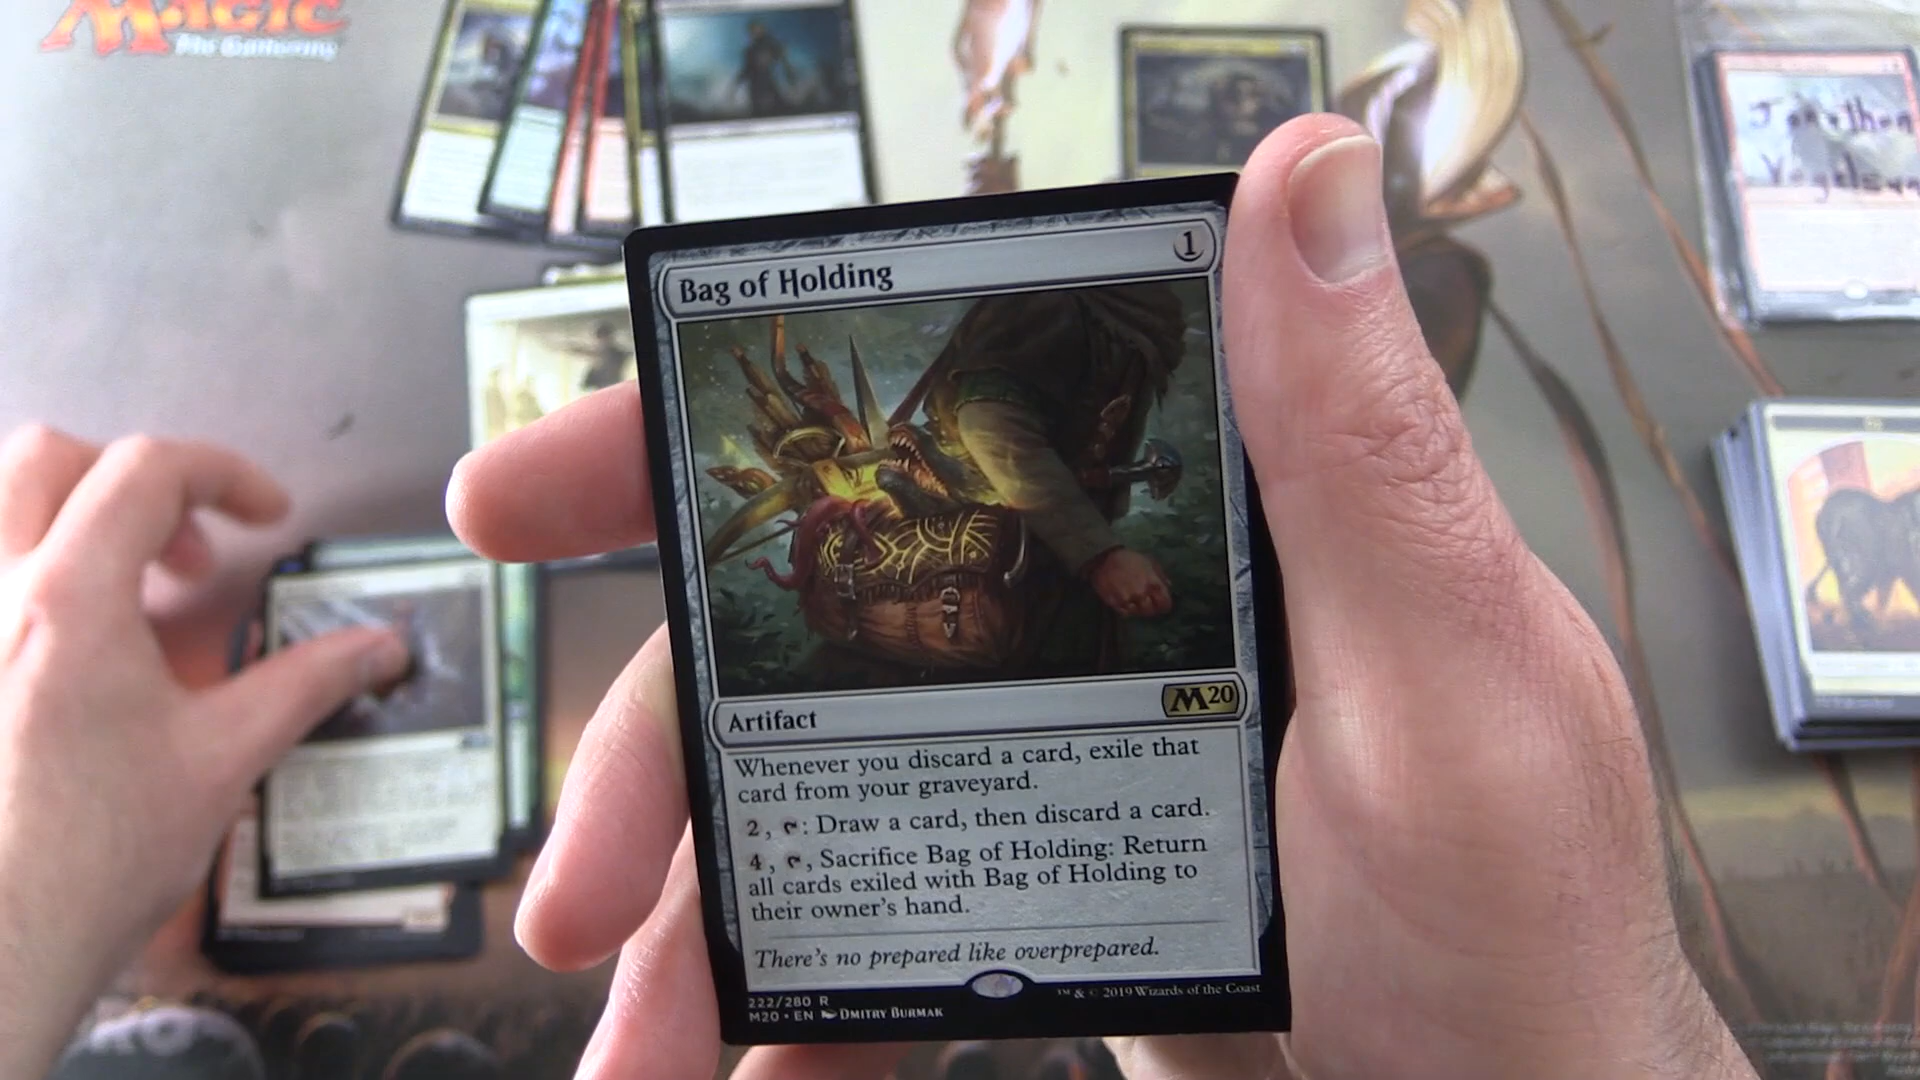 MAGIC
The Gathering
Jonathon
Bag of Holding
1
Artifact
M20
Whenever you discard a card, exile that
card from your graveyard.
2, : Draw a card, then discard a card.
4, , Sacrifice Bag of Holding: Return
all cards exiled with Bag of Holding to
their owner's hand.
There's no prepared like overprepared.
222/280 R
M20 • EN DMITRY BURMAK
™ & © 2019 Wizards of the Coast